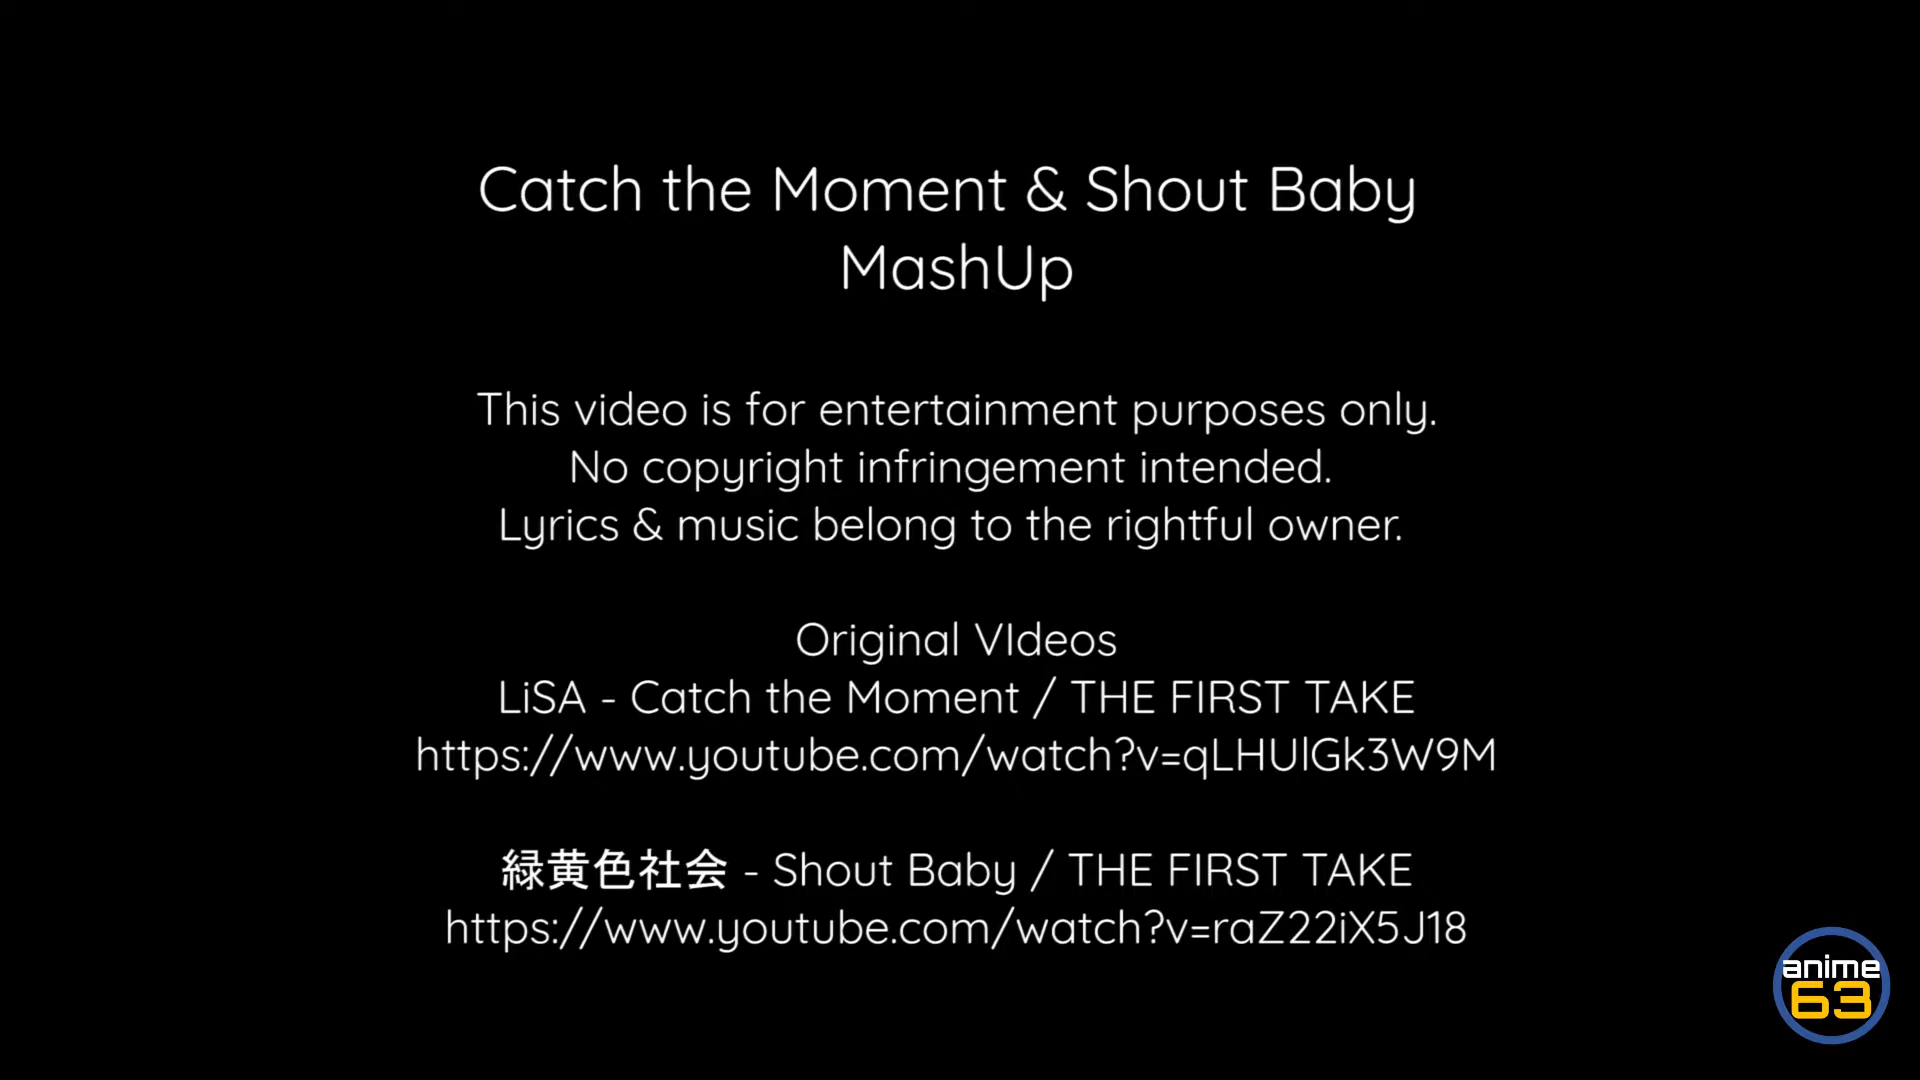 Catch the Moment & Shout Baby
MashUp
This video is for entertainment purposes only.
No copyright infringement intended.
Lyrics & music belong to the rightful owner.
Original VIdeos
LiSA - Catch the Moment / THE FIRST TAKE
https://www.youtube.com/watch?v=qLHUlGk3W9M
緑黄色社会 - Shout Baby / THE FIRST TAKE
https://www.youtube.com/watch?v=raZ22iX5J18
anime
63